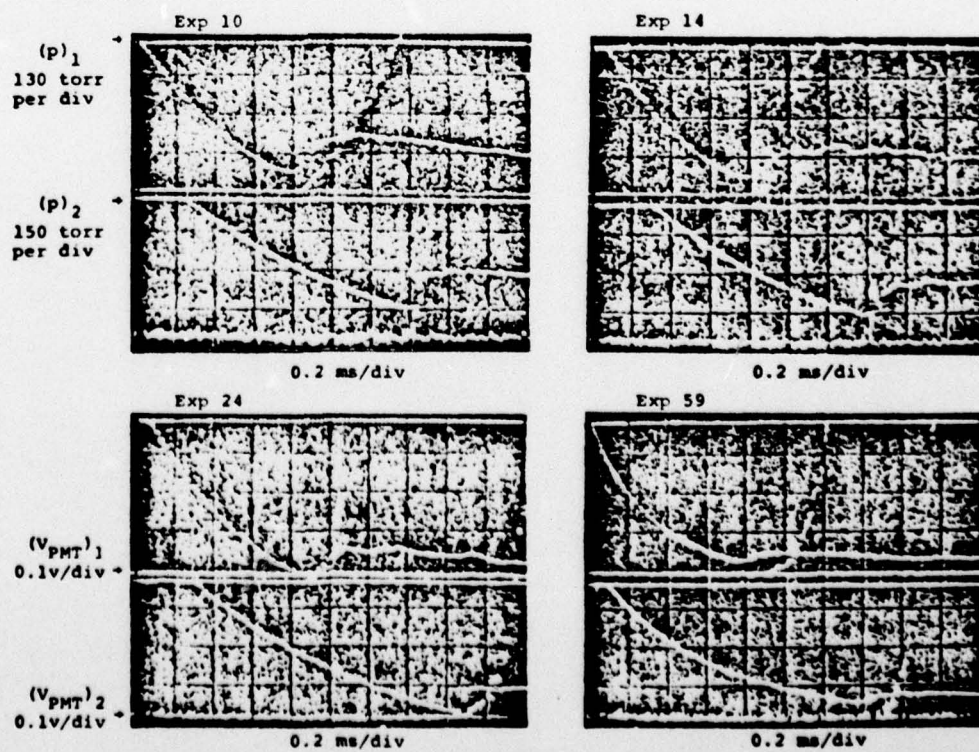 Exp 10
Exp 14
(p)1
130 torr
per div
(p)2
150 torr
per div
0.2 ms/div
0.2 ms/div
Exp 24
Exp 59
(VPMT)1
0.1v/div
(VPMT)2
0.1v/div
0.2 ms/div
0.2 ms/div